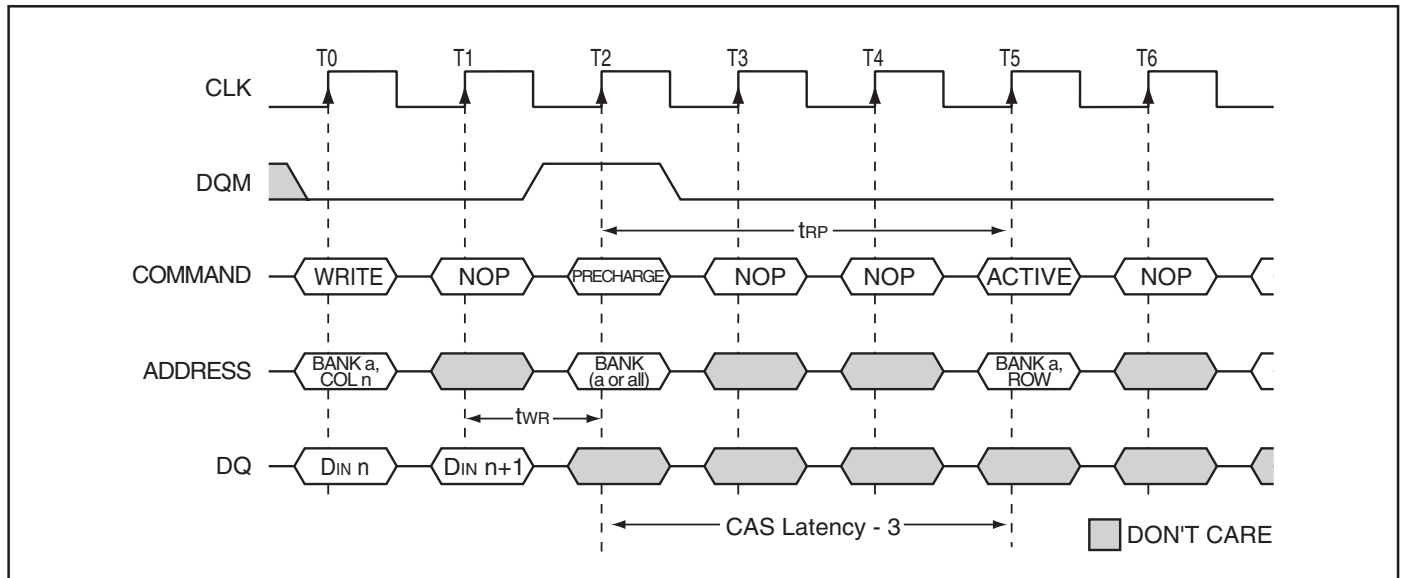 T0 T1 T2 T3 T4 T5 T6
CLK
DQM
tRP
COMMAND WRITE NOP PRECHARGE NOP NOP ACTIVE NOP
ADDRESS BANK a, COL n BANK (a or all) BANK a, ROW
tWR
DQ DIN n DIN n+1
CAS Latency - 3
DON'T CARE